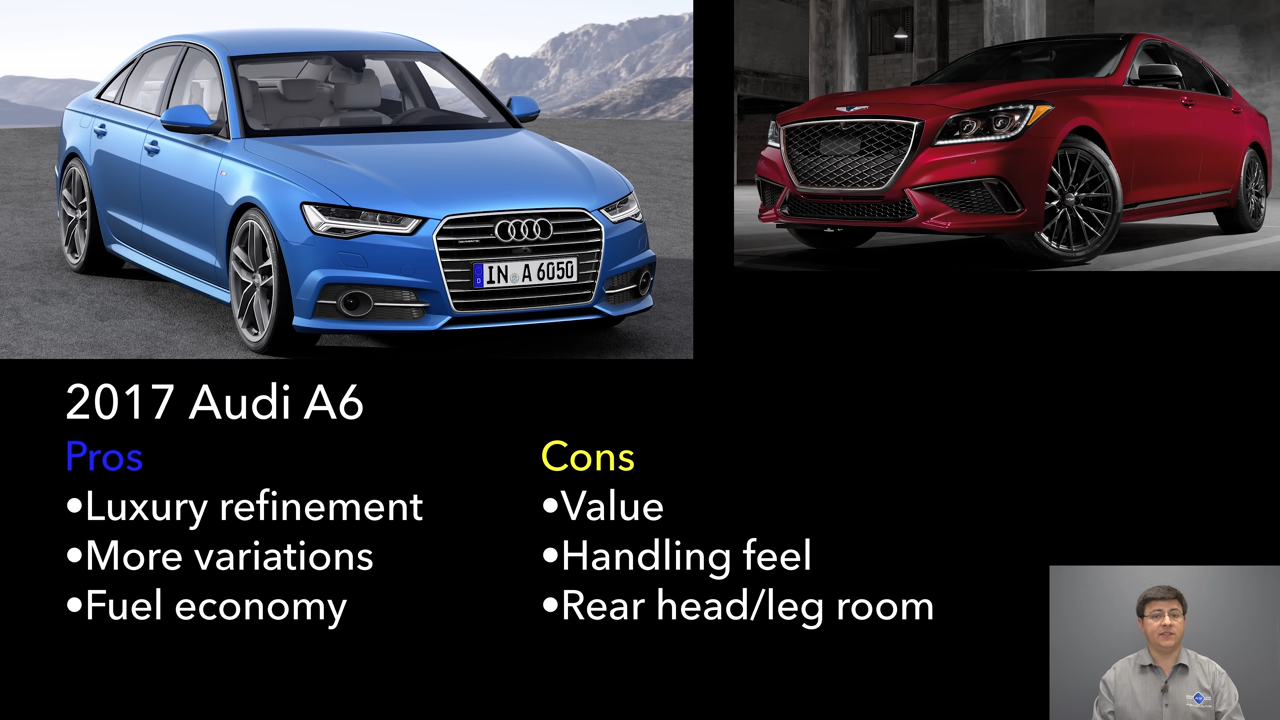 IN A 6050
2017 Audi A6
Pros
•Luxury refinement
•More variations
•Fuel economy
Cons
•Value
•Handling feel
•Rear head/leg room